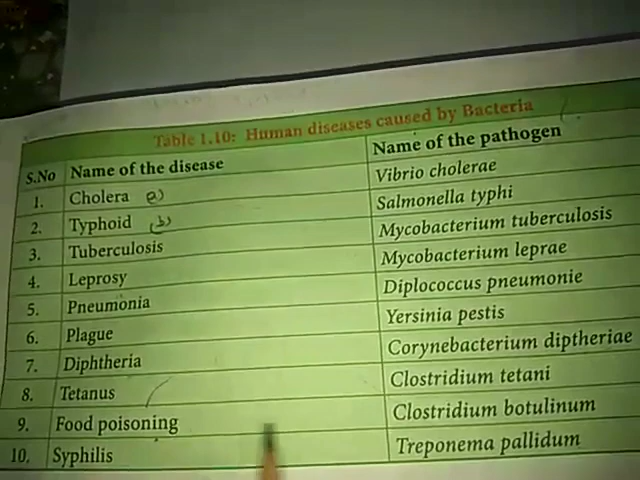 Table 1.10: Human diseases caused by Bacteria
S.No Name of the disease Name of the pathogen
1. Cholera Vibrio cholerae
2. Typhoid Salmonella typhi
3. Tuberculosis Mycobacterium tuberculosis
4. Leprosy Mycobacterium leprae
5. Pneumonia Diplococcus pneumonie
6. Plague Yersinia pestis
7. Diphtheria Corynebacterium diptheriae
8. Tetanus Clostridium tetani
9. Food poisoning Clostridium botulinum
10. Syphilis Treponema pallidum